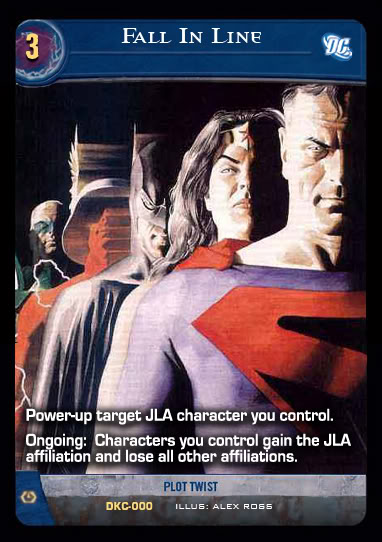 3
FALL IN LINE
DC
Power-up target JLA character you control.
Ongoing: Characters you control gain the JLA
affiliation and lose all other affiliations.
PLOT TWIST
DKC-000 ILLUS: ALEX ROSS